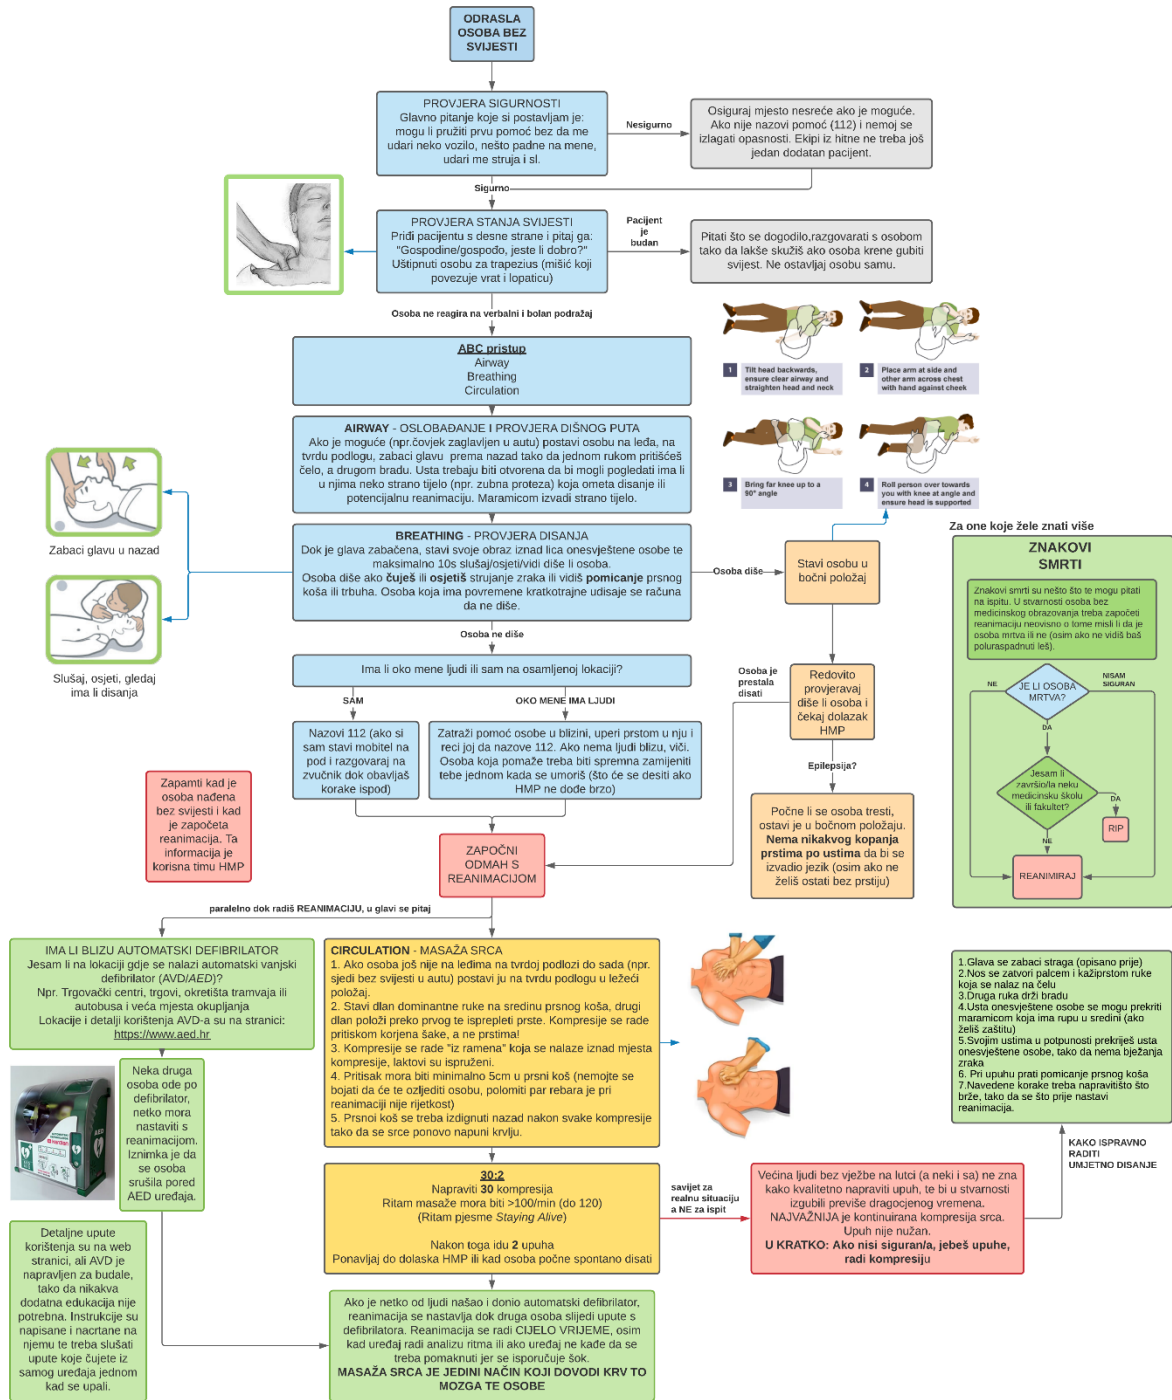 ODRASLA
OSOBA BEZ
SVIJESTI
PROVJERA SIGURNOSTI
Glavno pitanje koje si postavljam je:
mogu li pružiti prvu pomoć bez da me
udari neko vozilo, nešto padne na mene,
udari me struja i sl.
Nesigurno
Osiguraj mjesto nesreće ako je moguće.
Ako nije nazovi pomoć (112) i nemoj se
izlagati opasnosti. Ekipi iz hitne ne treba još
jedan dodatan pacijent.
Sigurno
PROVJERA STANJA SVIJESTI
Priđi pacijentu s desne strane i pitaj ga:
"Gospodine/gospođo, jeste li dobro?"
Uštipnuti osobu za trapezius (mišić koji
povezuje vrat i lopaticu)
Pacijent
je
budan
Pitati što se dogodilo,razgovarati s osobom
tako da lakše skužiš ako osoba krene gubiti
svijest. Ne ostavljaj osobu samu.
Osoba ne reagira na verbalni i bolan podražaj
ABC pristup
Airway
Breathing
Circulation
1 Tilt head backwards,
ensure clear airway and
straighten head and neck
2 Place arm at side and
other arm across chest
with hand against cheek
3 Bring far knee up to a
90° angle
4 Roll person over towards
you with knee at angle and
ensure head is supported
AIRWAY - OSLOBAĐANJE I PROVJERA DIŠNOG PUTA
Ako je moguće (npr.čovjek zaglavljen u autu) postavi osobu na leđa, na
tvrdu podlogu, zabaci glavu prema nazad tako da jednom rukom pritišćeš
čelo, a drugom bradu. Usta trebaju biti otvorena da bi mogli pogledati ima li
u njima neko strano tijelo (npr. zubna proteza) koja ometa disanje ili
potencijalnu reanimaciju. Maramicom izvadi strano tijelo.
Zabaci glavu u nazad
Slušaj, osjeti, gledaj
ima li disanja
BREATHING - PROVJERA DISANJA
Dok je glava zabačena, stavi svoje obraz iznad lica onesvještene osobe te
maksimalno 10s slušaj/osjeti/vidi diše li osoba.
Osoba diše ako čuješ ili osjetiš strujanje zraka ili vidiš pomicanje prsnog
koša ili trbuha. Osoba koja ima povremene kratkotrajne udisaje se računa
da ne diše.
Osoba diše
Stavi osobu u
bočni položaj
Za one koje žele znati više
ZNAKOVI
SMRTI
Znakovi smrti su nešto što te mogu pitati
na ispitu. U stvarnosti osoba bez
medicinskog obrazovanja treba započeti
reanimaciju neovisno o tome misli li da je
osoba mrtva ili ne (osim ako ne vidiš baš
poluraspadnuti leš).
NE
JE LI OSOBA
MRTVA?
NISAM
SIGURAN
DA
Jesam li
završio/la neku
medicinsku školu
ili fakultet?
DA
RIP
NE
REANIMIRAJ
Osoba ne diše
Ima li oko mene ljudi ili sam na osamljenoj lokaciji?
Osoba je
prestala
disati
Redovito
provjeravaj
diše li osoba i
čekaj dolazak
HMP
SAM
OKO MENE IMA LJUDI
Nazovi 112 (ako si
sam stavi mobitel na
pod i razgovaraj na
zvučnik dok obavljaš
korake ispod)
Zatraži pomoć osobe u blizini, uperi prstom u nju i
reci joj da nazove 112. Ako nema ljudi blizu, viči.
Osoba koja pomaže treba biti spremna zamijeniti
tebe jednom kada se umoriš (što će se desiti ako
HMP ne dođe brzo)
Epilepsija?
Počne li se osoba tresti,
ostavi je u bočnom položaju.
Nema nikakvog kopanja
prstima po ustima da bi se
izvadio jezik (osim ako ne
želiš ostati bez prstiju)
Zapamti kad je
osoba nađena
bez svijesti i kad
je započeta
reanimacija. Ta
informacija je
korisna timu HMP
ZAPOČNI
ODMAH S
REANIMACIJOM
paralelno dok radiš REANIMACIJU, u glavi se pitaj
IMA LI BLIZU AUTOMATSKI DEFIBRILATOR
Jesam li na lokaciji gdje se nalazi automatski vanjski
defibrilator (AVD/AED)?
Npr. Trgovački centri, trgovi, okretišta tramvaja ili
autobusa i veća mjesta okupljanja
Lokacije i detalji korištenja AVD-a su na stranici:
https://www.aed.hr
CIRCULATION - MASAŽA SRCA
1. Ako osoba još nije na leđima na tvrdoj podlozi do sada (npr.
sjedi bez svijesti u autu) postavi ju na tvrdu podlogu u ležeći
položaj.
2. Stavi dlan dominantne ruke na sredinu prsnog koša, drugi
dlan položi preko prvog te isprepleti prste. Kompresije se rade
pritiskom korjena šake, a ne prstima!
3. Kompresije se rade "iz ramena" koja se nalaze iznad mjesta
kompresije, laktovi su ispruženi.
4. Pritisak mora biti minimalno 5cm u prsni koš (nemojte se
bojati da će te ozljediti osobu, polomiti par rebara je pri
reanimaciji nije rijetkost)
5. Prsnoi koš se treba izdignuti nazad nakon svake kompresije
tako da se srce ponovo napuni krvlju.
1.Glava se zabaci straga (opisano prije)
2.Nos se zatvori palcem i kažiprstom ruke
koja se nalaz na čelu
3.Druga ruka drži bradu
4.Usta onesvještene osobe se mogu prekriti
maramicom koja ima rupu u sredini (ako
želiš zaštitu)
5.Svojim ustima u potpunosti prekriješ usta
onesvještene osobe, tako da nema bježanja
zraka
6. Pri upuhu prati pomicanje prsnog koša
7.Navedene korake treba napravitišto što
brže, tako da se što prije nastavi
reanimacija.
Neka druga
osoba ode po
defibrilator,
netko mora
nastaviti s
reanimacijom.
Iznimka je da
se osoba
srušila pored
AED uređaja.
AED
KAKO ISPRAVNO
RADITI
UMJETNO DISANJE
30:2
Napraviti 30 kompresija
Ritam masaže mora biti >100/min (do 120)
(Ritam pjesme Staying Alive)
Nakon toga idu 2 upuha
Ponavljaj do dolaska HMP ili kad osoba počne spontano disati
savijet za
realnu situaciju
a NE za ispit
Većina ljudi bez vježbe na lutci (a neki i sa) ne zna
kako kvalitetno napraviti upuh, te bi u stvarnosti
izgubili previše dragocjenog vremena.
NAJVAŽNIJA je kontinuirana kompresija srca.
Upuh nije nužan.
U KRATKO: Ako nisi siguran/a, jebeš upuhe,
radi kompresiju
Detaljne upute
korištenja su na web
stranici, ali AVD je
napravljen za budale,
tako da nikakva
dodatna edukacija nije
potrebna. Instrukcije su
napisane i nacrtane na
njemu te treba slušati
upute koje čujete iz
samog uređaja jednom
kad se upali.
Ako je netko od ljudi našao i donio automatski defibrilator,
reanimacija se nastavlja dok druga osoba slijedi upute s
defibrilatora. Reanimacija se radi CIJELO VRIJEME, osim
kad uređaj radi analizu ritma ili ako uređaj ne kađe da se
treba pomaknuti jer se isporučuje šok.
MASAŽA SRCA JE JEDINI NAČIN KOJI DOVODI KRV TO
MOZGA TE OSOBE